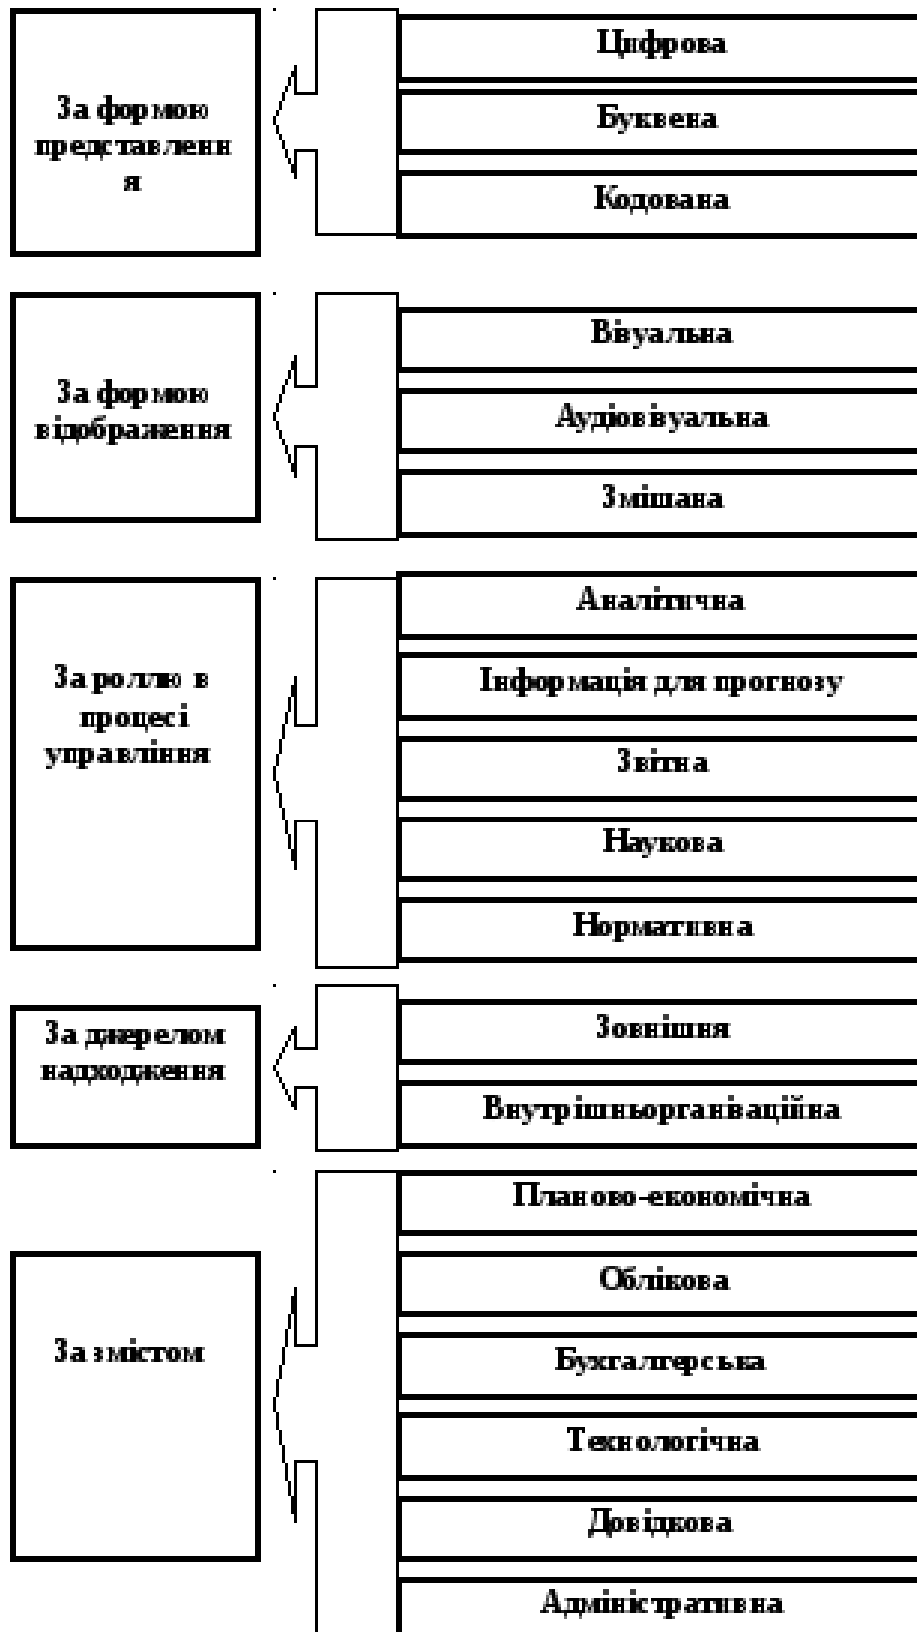 За формою
представленн
я
Цифрова
Буквена
Кодована
За формою
відображення
Візуальна
Аудіовізуальна
Змішана
За роллю в
процесі
управління
Аналітична
Інформація для прогнозу
Звітна
Наукова
Нормативна
За джерелом
надходження
Зовнішня
Внутрішньорганізаційна
За змістом
Планово-економічна
Облікова
Бухгалтерська
Технологічна
Довідкова
Адміністративна